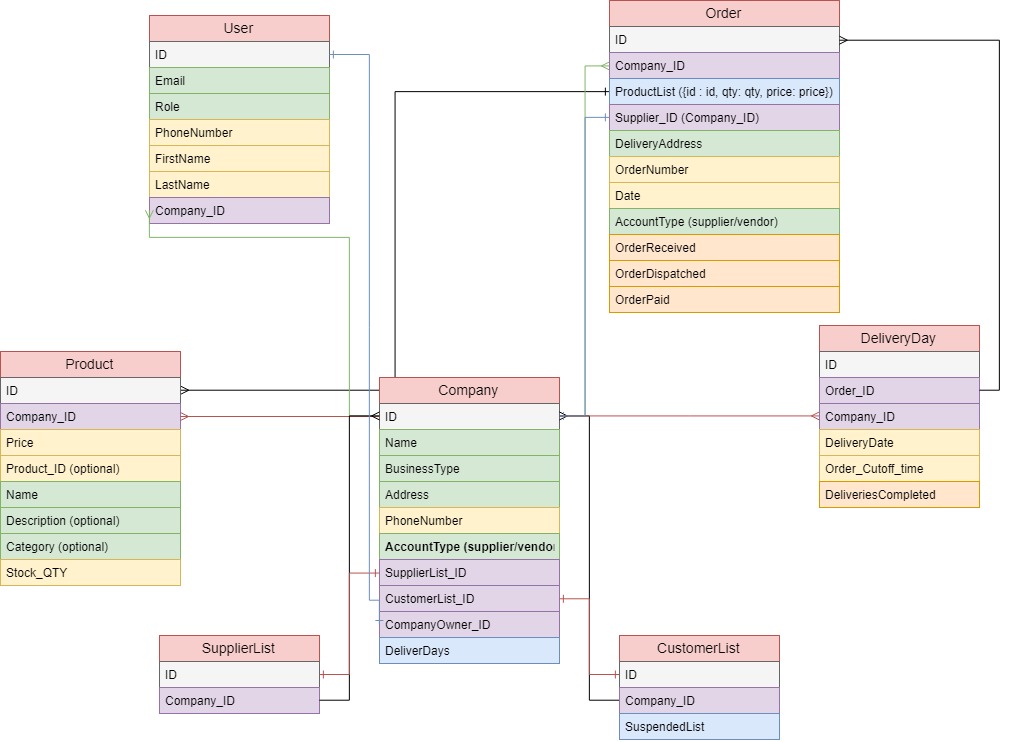 User
ID
Email
Role
PhoneNumber
FirstName
LastName
Company_ID
Order
ID
Company_ID
ProductList ({id : id, qty: qty, price: price})
Supplier_ID (Company_ID)
DeliveryAddress
OrderNumber
Date
AccountType (supplier/vendor)
OrderReceived
OrderDispatched
OrderPaid
Product
ID
Company_ID
Price
Product_ID (optional)
Name
Description (optional)
Category (optional)
Stock_QTY
Company
ID
Name
BusinessType
Address
PhoneNumber
AccountType (supplier/vendo
SupplierList_ID
CustomerList_ID
CompanyOwner_ID
DeliverDays
DeliveryDay
ID
Order_ID
Company_ID
DeliveryDate
Order_Cutoff_time
DeliveriesCompleted
SupplierList
ID
Company_ID
CustomerList
ID
Company_ID
SuspendedList